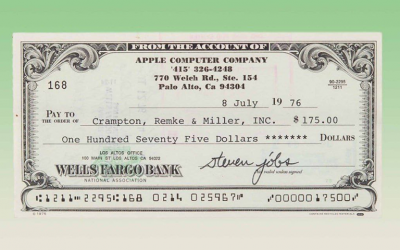 FROM THE ACCOUNT OF
APPLE COMPUTER COMPANY
'415' 326-4248
770 Welch Rd., Ste. 154
Palo Alto, Ca 94304
168
90-2295
1211
8 July 19 76
PAY TO
THE ORDER OF
Crampton, Remke & Miller, INC. $ 175.00
One Hundred Seventy Five Dollars ******* DOLLARS
LOS ALTOS OFFICE
WELLS FARGO BANK
NATIONAL ASSOCIATION
steven jobs
⑆1211⑉2295⑆168 0214 025967⑈ ⑈0000017500⑈